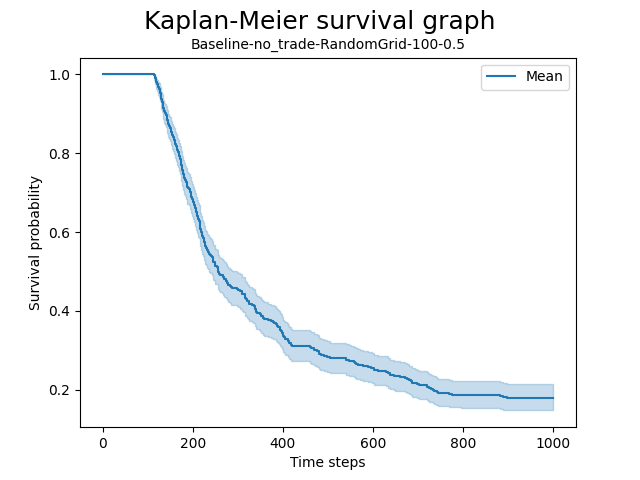 Kaplan-Meier survival graph
Baseline-no_trade-RandomGrid-100-0.5
Mean
1.0
0.8
0.6
0.4
0.2
Survival probability
0 200 400 600 800 1000
Time steps